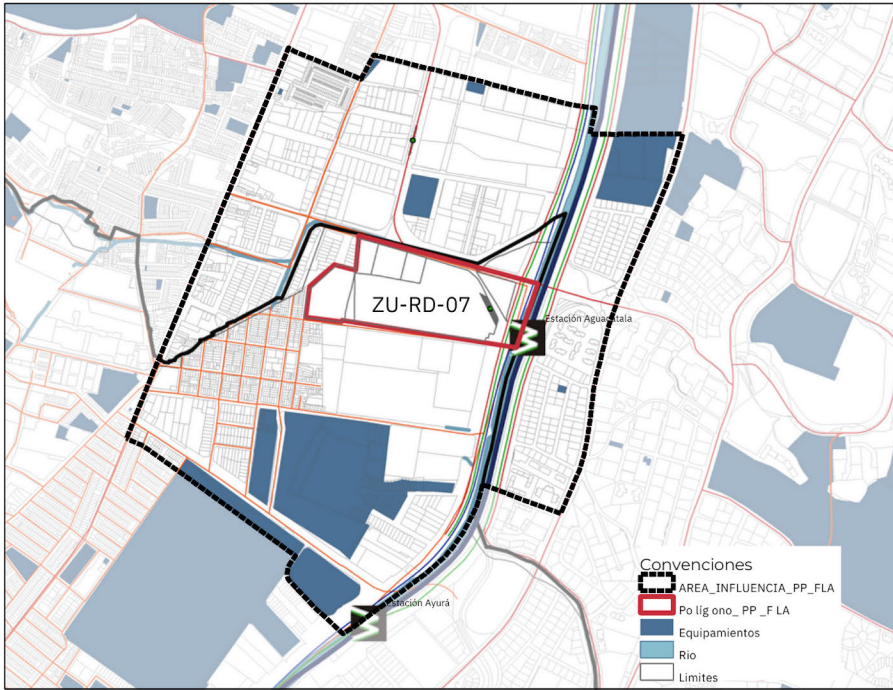 ZU-RD-07
Estación Aguacatala
Estación Ayurá
Convenciones
AREA_INFLUENCIA_PP_FLA
Po líg ono_ PP _F LA
Equipamientos
Rio
Limites